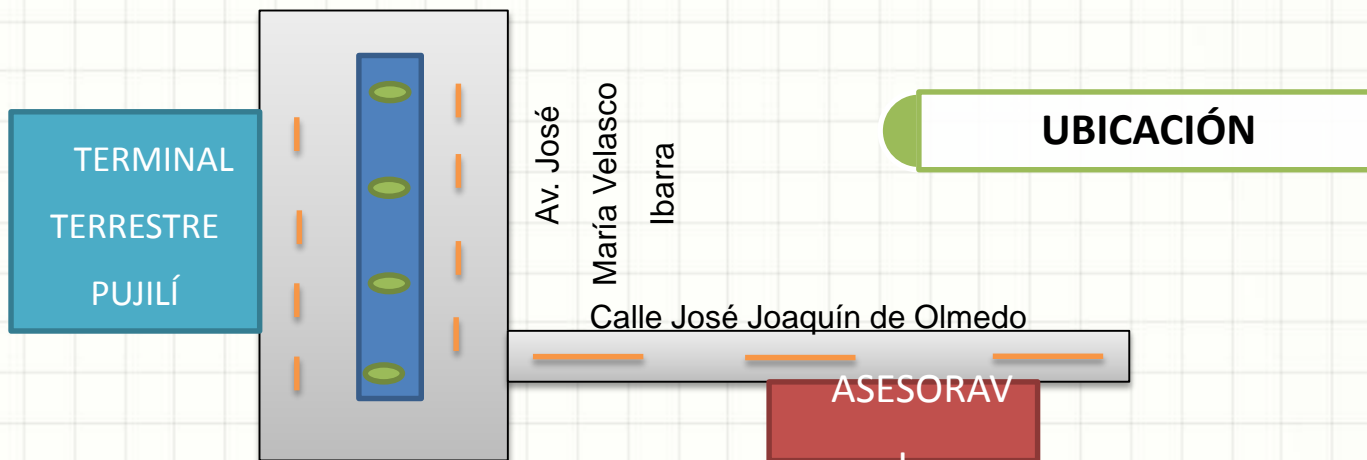 TERMINAL
TERRESTRE
PUJILÍ
Av. José
María Velasco
Ibarra
UBICACIÓN
Calle José Joaquín de Olmedo
ASESORAV